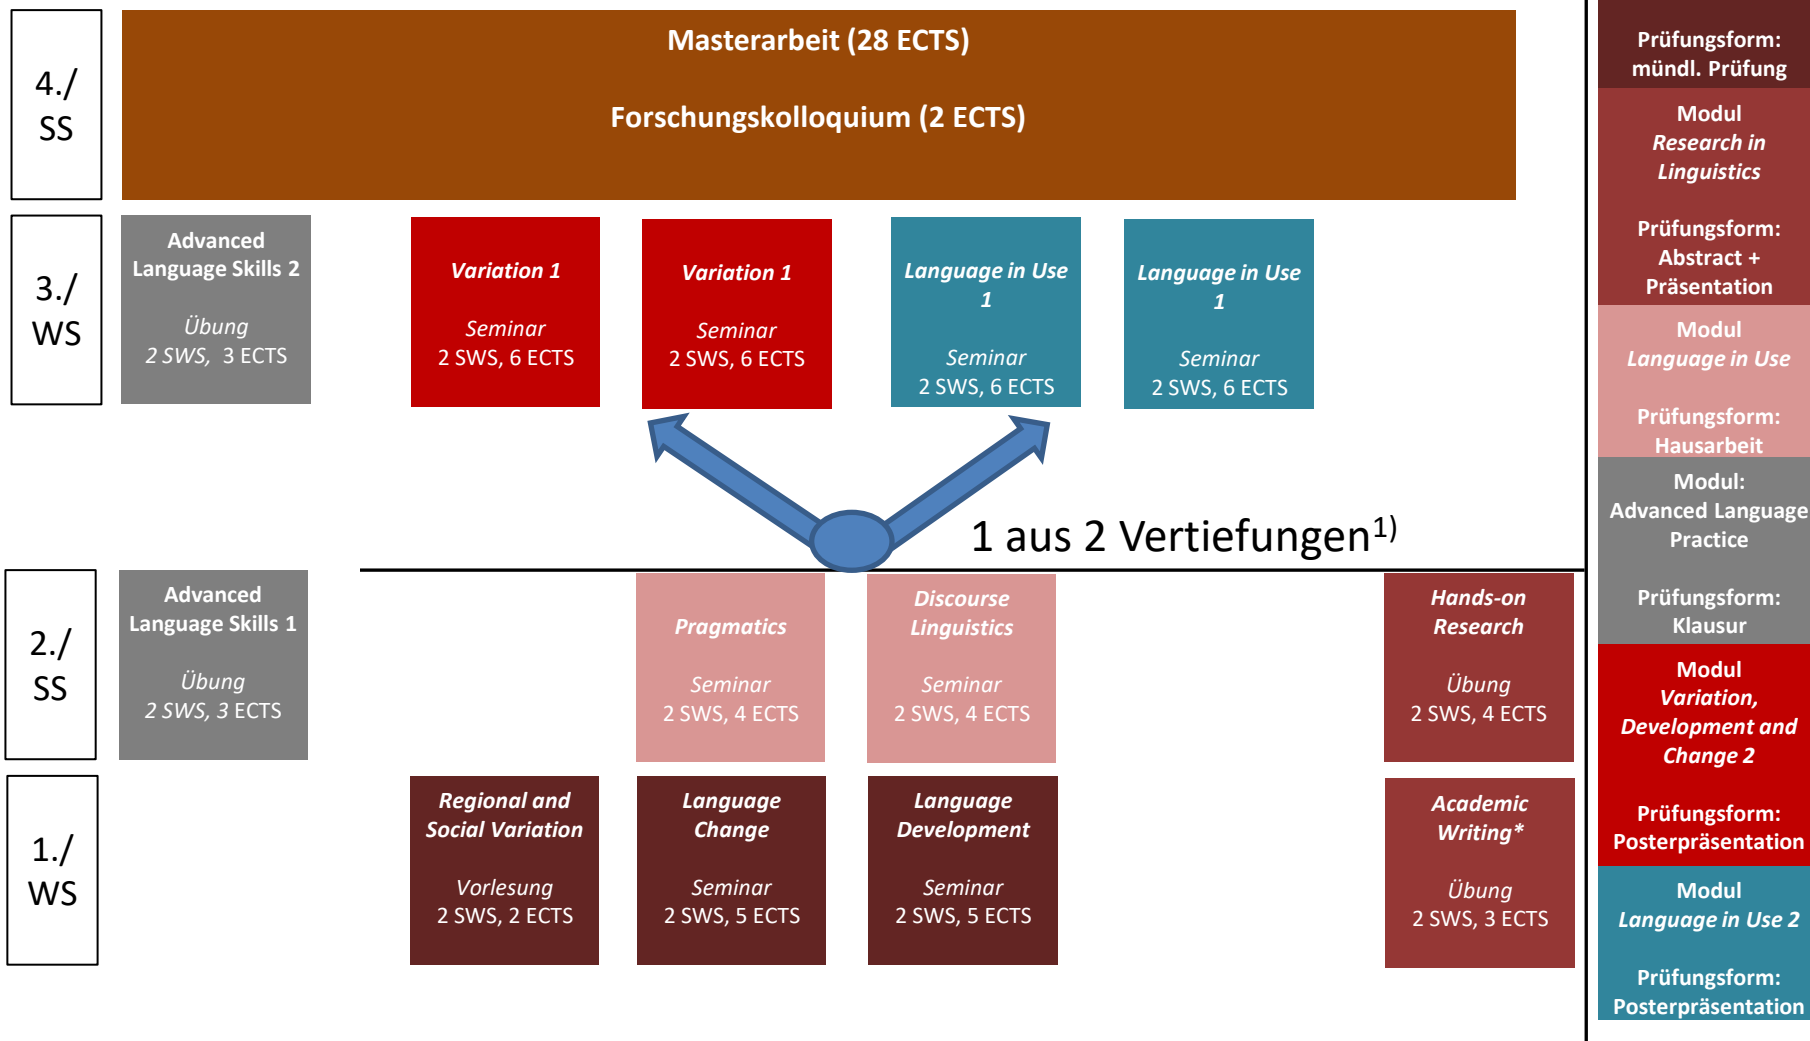 4./
SS
Masterarbeit (28 ECTS)
Forschungskolloquium (2 ECTS)
3./
WS
Advanced
Language Skills 2
Übung
2 SWS, 3 ECTS
Variation 1
Seminar
2 SWS, 6 ECTS
Variation 1
Seminar
2 SWS, 6 ECTS
Language in Use
1
Seminar
2 SWS, 6 ECTS
Language in Use
1
Seminar
2 SWS, 6 ECTS
1 aus 2 Vertiefungen1)
2./
SS
Advanced
Language Skills 1
Übung
2 SWS, 3 ECTS
Pragmatics
Seminar
2 SWS, 4 ECTS
Discourse
Linguistics
Seminar
2 SWS, 4 ECTS
Hands-on
Research
Übung
2 SWS, 4 ECTS
1./
WS
Regional and
Social Variation
Vorlesung
2 SWS, 2 ECTS
Language
Change
Seminar
2 SWS, 5 ECTS
Language
Development
Seminar
2 SWS, 5 ECTS
Academic
Writing*
Übung
2 SWS, 3 ECTS
Prüfungsform:
mündl. Prüfung
Modul
Research in
Linguistics
Prüfungsform:
Abstract +
Präsentation
Modul
Language in Use
Prüfungsform:
Hausarbeit
Modul:
Advanced Language
Practice
Prüfungsform:
Klausur
Modul
Variation,
Development and
Change 2
Prüfungsform:
Posterpräsentation
Modul
Language in Use 2
Prüfungsform:
Posterpräsentation